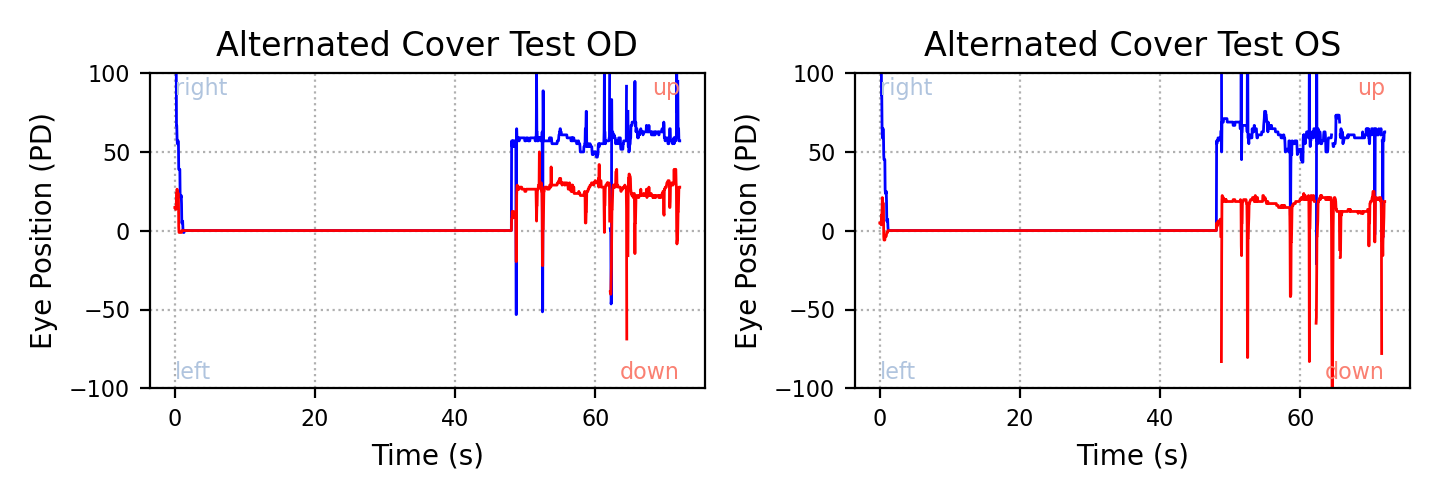 Alternated Cover Test OD
Eye Position (PD)
100
50
0
−50
−100
right
up
left
down
0
20
40
60
Time (s)
Alternated Cover Test OS
Eye Position (PD)
100
50
0
−50
−100
right
up
left
down
0
20
40
60
Time (s)